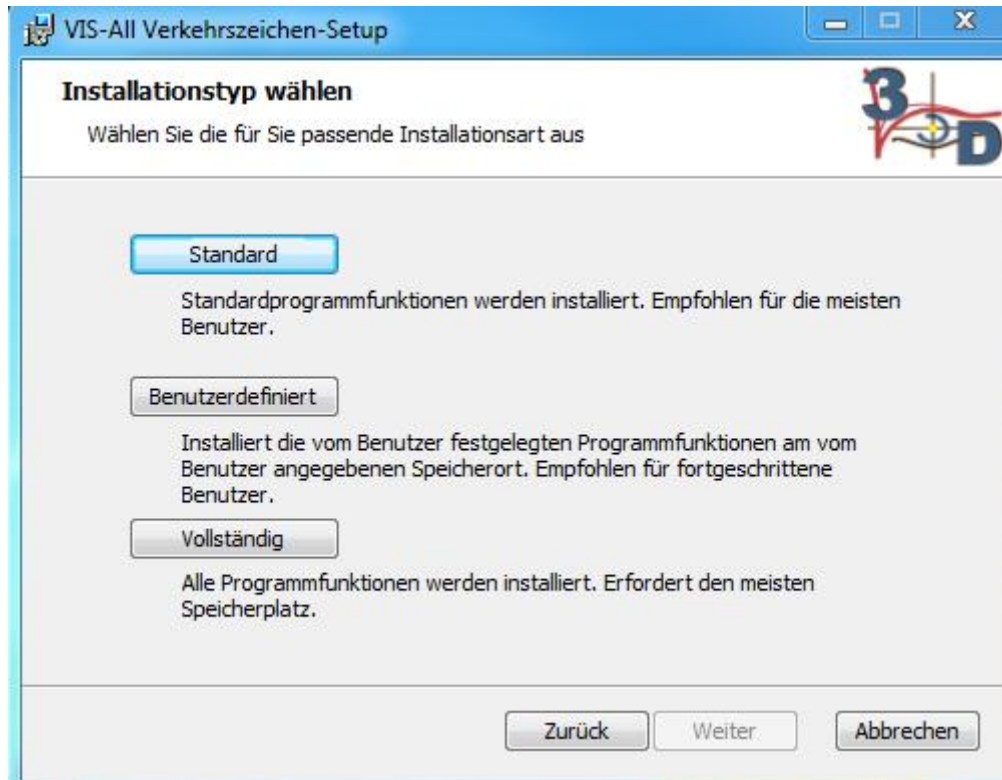 VIS-All Verkehrszeichen-Setup
Installationstyp wählen
Wählen Sie die für Sie passende Installationsart aus
3D
Standard
Standardprogrammfunktionen werden installiert. Empfohlen für die meisten
Benutzer.
Benutzerdefiniert
Installiert die vom Benutzer festgelegten Programmfunktionen am vom
Benutzer angegebenen Speicherort. Empfohlen für fortgeschrittene
Benutzer.
Vollständig
Alle Programmfunktionen werden installiert. Erfordert den meisten
Speicherplatz.
Zurück
Weiter
Abbrechen